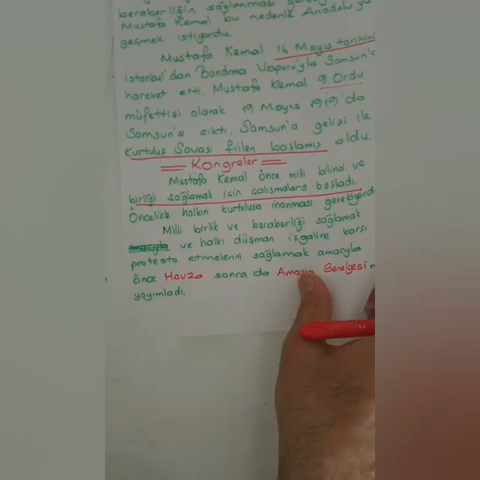 beraberliğin sağlanması
Mustafa Kemal bu nedenle Anadolu'ya
geçmek istiyordu.
Mustafa Kemal 16 Mayıs tarihini
İstanbul'dan Bandırma Vapuruyla Samsun'a
hareket etti. Mustafa Kemal 9. Ordu
müfettişi olarak 19 Mayıs 1919'da
Samsun'a çıktı. Samsun'a gelişi ile
Kurtuluş Savaşı fiilen başlamış oldu.
Kongreler
Mustafa Kemal önce milli bilinci ve
birliği sağlamak için çalışmalara başladı.
Öncelikle halkın kurtuluşa inanması gerekiyordu
Milli birlik ve beraberliği sağlamak
ve halkı düşman işgaline karşı
protesto etmelerini sağlamak amacıyla
önce Havza sonra da Amasya Genelgesi
yayımladı.